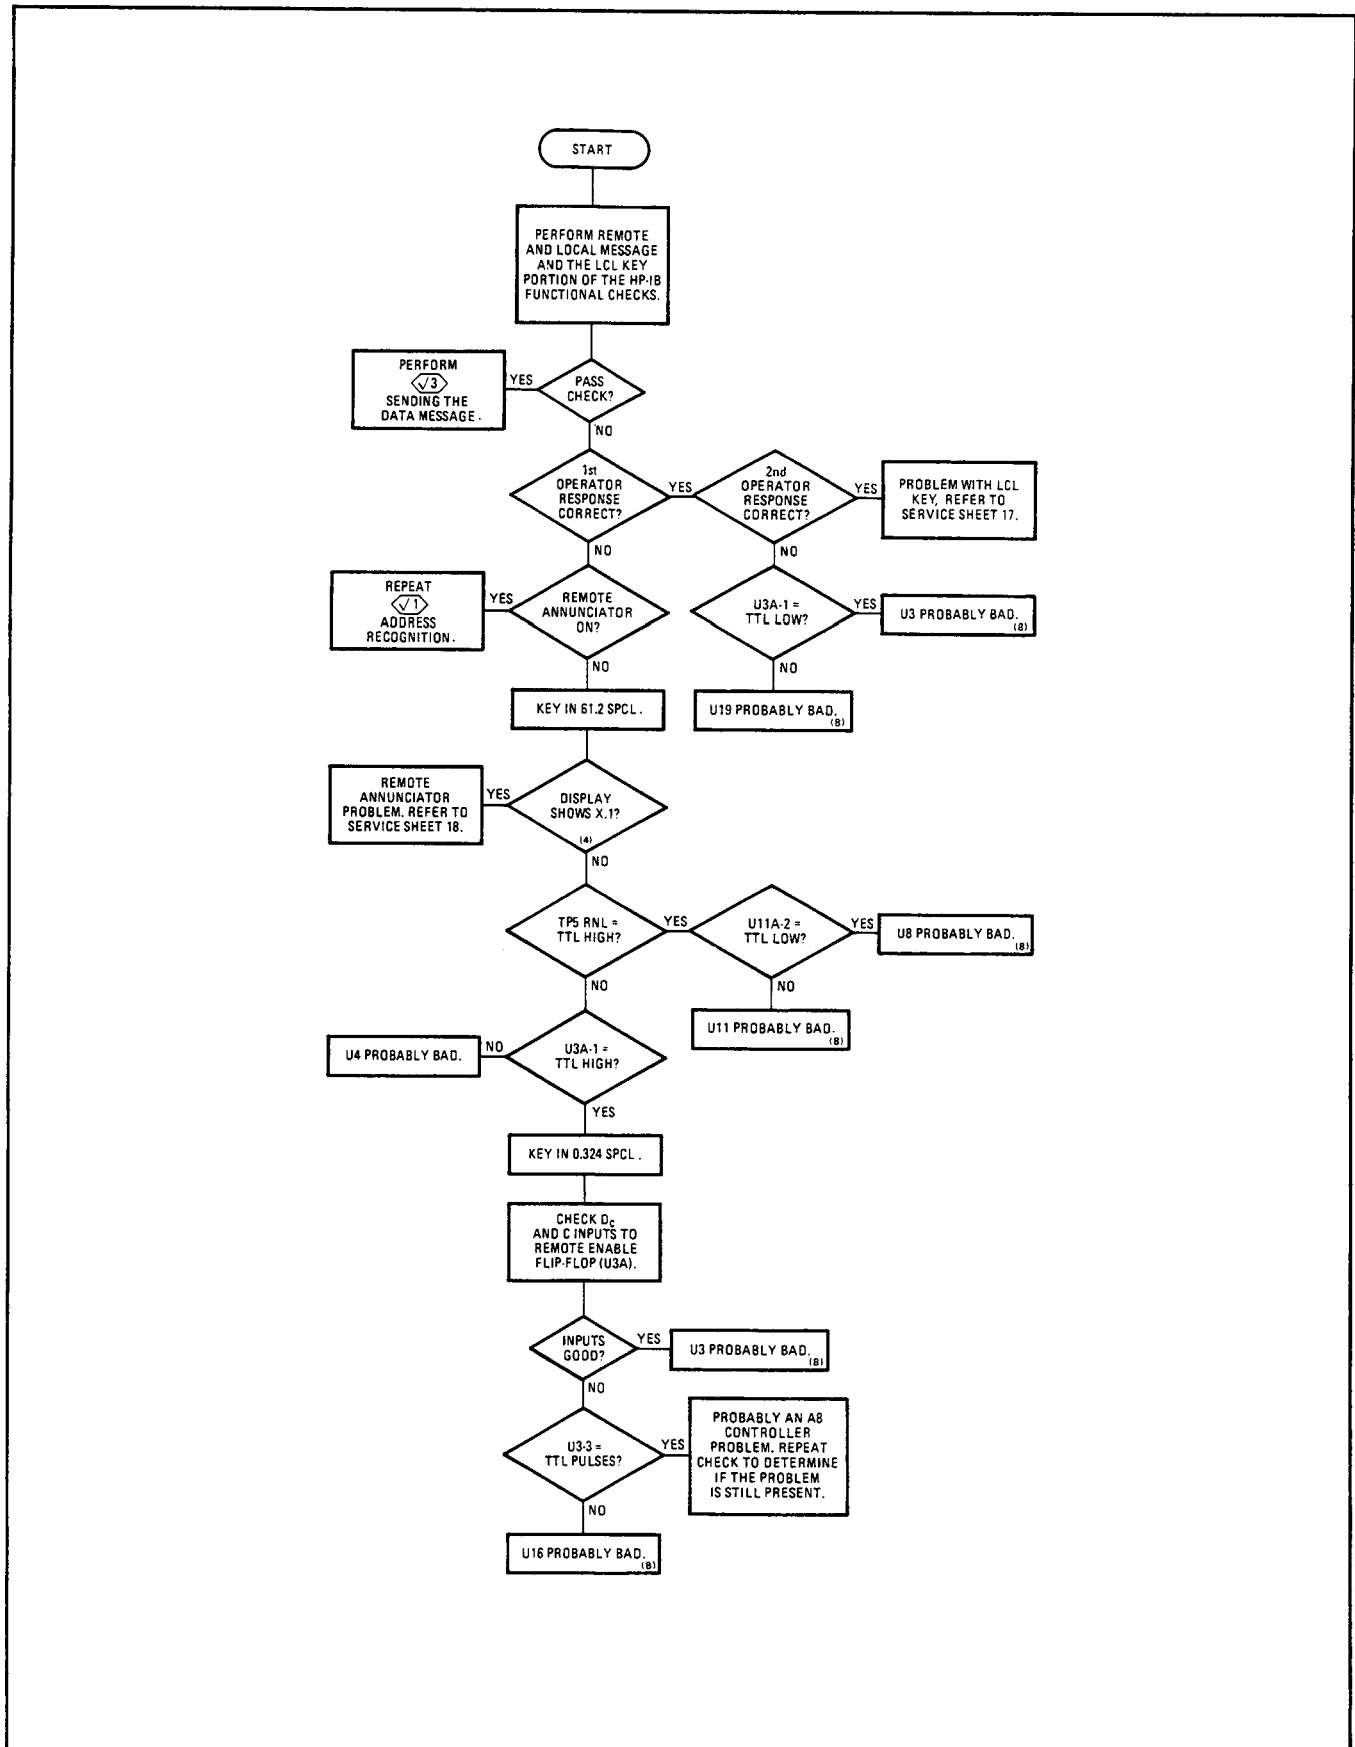 START
PERFORM REMOTE
AND LOCAL MESSAGE
AND THE LCL KEY
PORTION OF THE HP-IB
FUNCTIONAL CHECKS.
PERFORM
√3
SENDING THE
DATA MESSAGE.
YES
PASS
CHECK?
NO
1st
OPERATOR
RESPONSE
CORRECT?
YES
2nd
OPERATOR
RESPONSE
CORRECT?
YES
PROBLEM WITH LCL
KEY, REFER TO
SERVICE SHEET 17.
NO
NO
REPEAT
√1
ADDRESS
RECOGNITION.
YES
REMOTE
ANNUNCIATOR
ON?
U3A-1 =
TTL LOW?
YES
U3 PROBABLY BAD.
(8)
NO
NO
KEY IN 61.2 SPCL.
U19 PROBABLY BAD.
(8)
REMOTE
ANNUNCIATOR
PROBLEM. REFER TO
SERVICE SHEET 18.
YES
DISPLAY
SHOWS X.1?
(4)
NO
TP5 RNL =
TTL HIGH?
YES
U11A-2 =
TTL LOW?
YES
U8 PROBABLY BAD.
(8)
NO
NO
U11 PROBABLY BAD.
(8)
U4 PROBABLY BAD.
NO
U3A-1 =
TTL HIGH?
YES
KEY IN 0.324 SPCL.
CHECK DC
AND C INPUTS TO
REMOTE ENABLE
FLIP-FLOP (U3A).
INPUTS
GOOD?
YES
U3 PROBABLY BAD.
(8)
NO
U3-3 =
TTL PULSES?
YES
PROBABLY AN A8
CONTROLLER
PROBLEM. REPEAT
CHECK TO DETERMINE
IF THE PROBLEM
IS STILL PRESENT.
NO
U16 PROBABLY BAD.
(8)